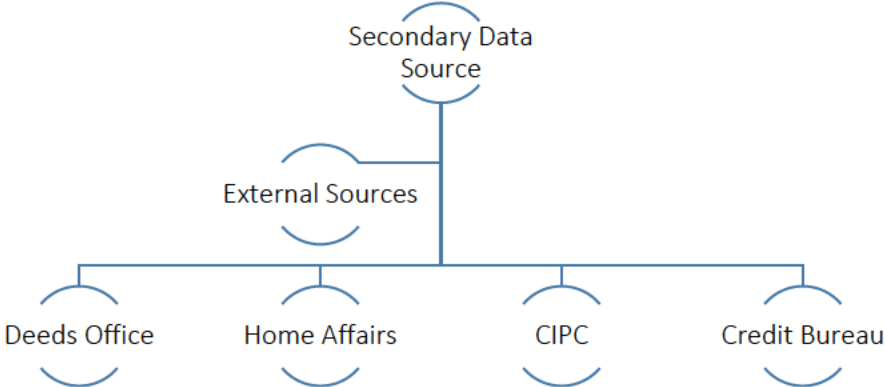 Secondary Data
Source
External Sources
Deeds Office
Home Affairs
CIPC
Credit Bureau